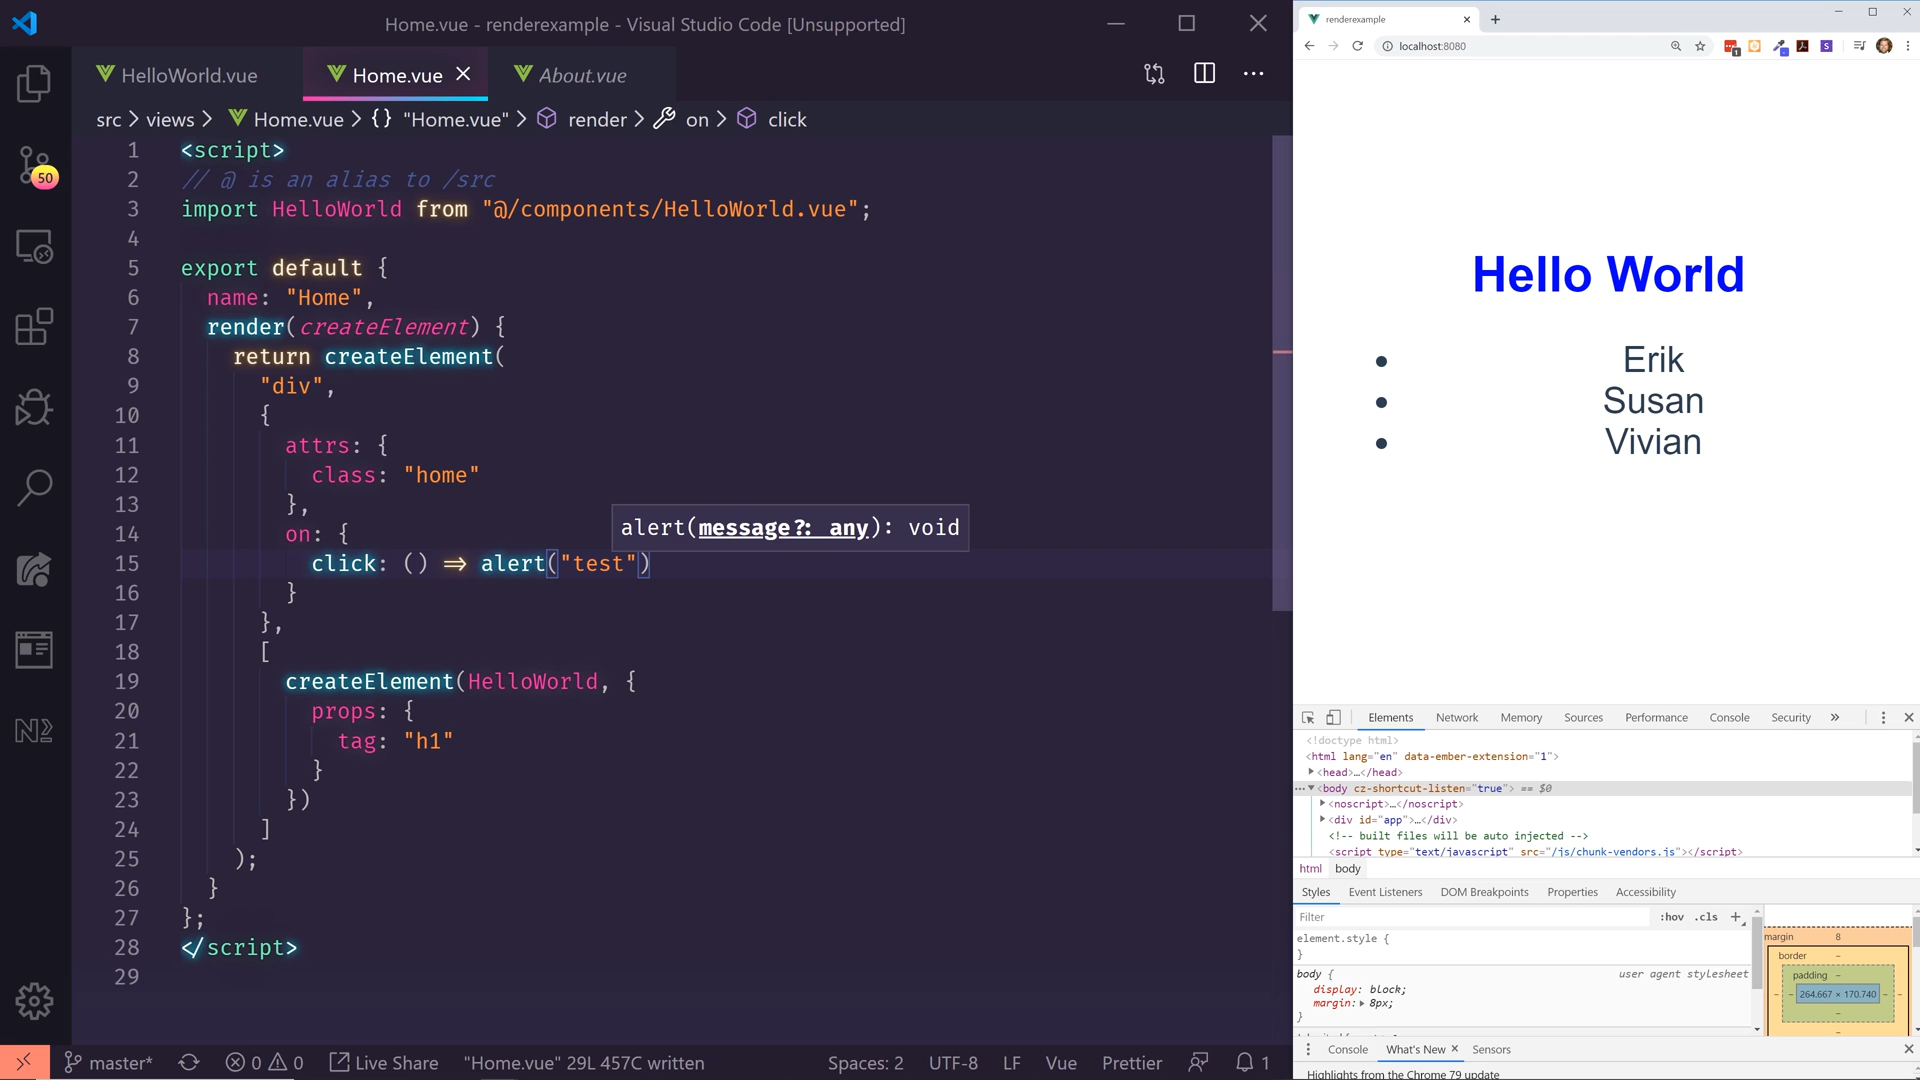 Home.vue - renderexample - Visual Studio Code [Unsupported]
HelloWorld.vue
Home.vue
About.vue
src > views > Home.vue > {} "Home.vue" > render > on > click
50
1 <script>
2 // @ is an alias to /src
3 import HelloWorld from "@/components/HelloWorld.vue";
4
5 export default {
6 name: "Home",
7 render(createElement) {
8 return createElement(
9 "div",
10 {
11 attrs: {
12 class: "home"
13 },
14 on: {
alert(message?: any): void
15 click: () => alert("test")
16 }
17 },
18 [
19 createElement(HelloWorld, {
20 props: {
21 tag: "h1"
22 }
23 })
24 ]
25 );
26 }
27 };
28 </script>
29
master*
0
0
Live Share
"Home.vue" 29L 457C written
Spaces: 2
UTF-8
LF
Vue
Prettier
1
renderexample
localhost:8080
Hello World
Erik
Susan
Vivian
Elements
Network
Memory
Sources
Performance
Console
Security
<!doctype html>
<html lang="en" data-ember-extension="1">
<head>…</head>
<body cz-shortcut-listen="true"> == $0
<noscript>…</noscript>
<div id="app">…</div>
<!-- built files will be auto injected -->
<script type="text/javascript" src="/js/chunk-vendors.js"></script>
html
body
Styles
Event Listeners
DOM Breakpoints
Properties
Accessibility
Filter
:hov
.cls
element.style {
}
body {
user agent stylesheet
display: block;
margin: 8px;
}
margin
8
border
-
padding
-
264.667 × 170.740
Console
What's New
Sensors
Highlights from the Chrome 79 update